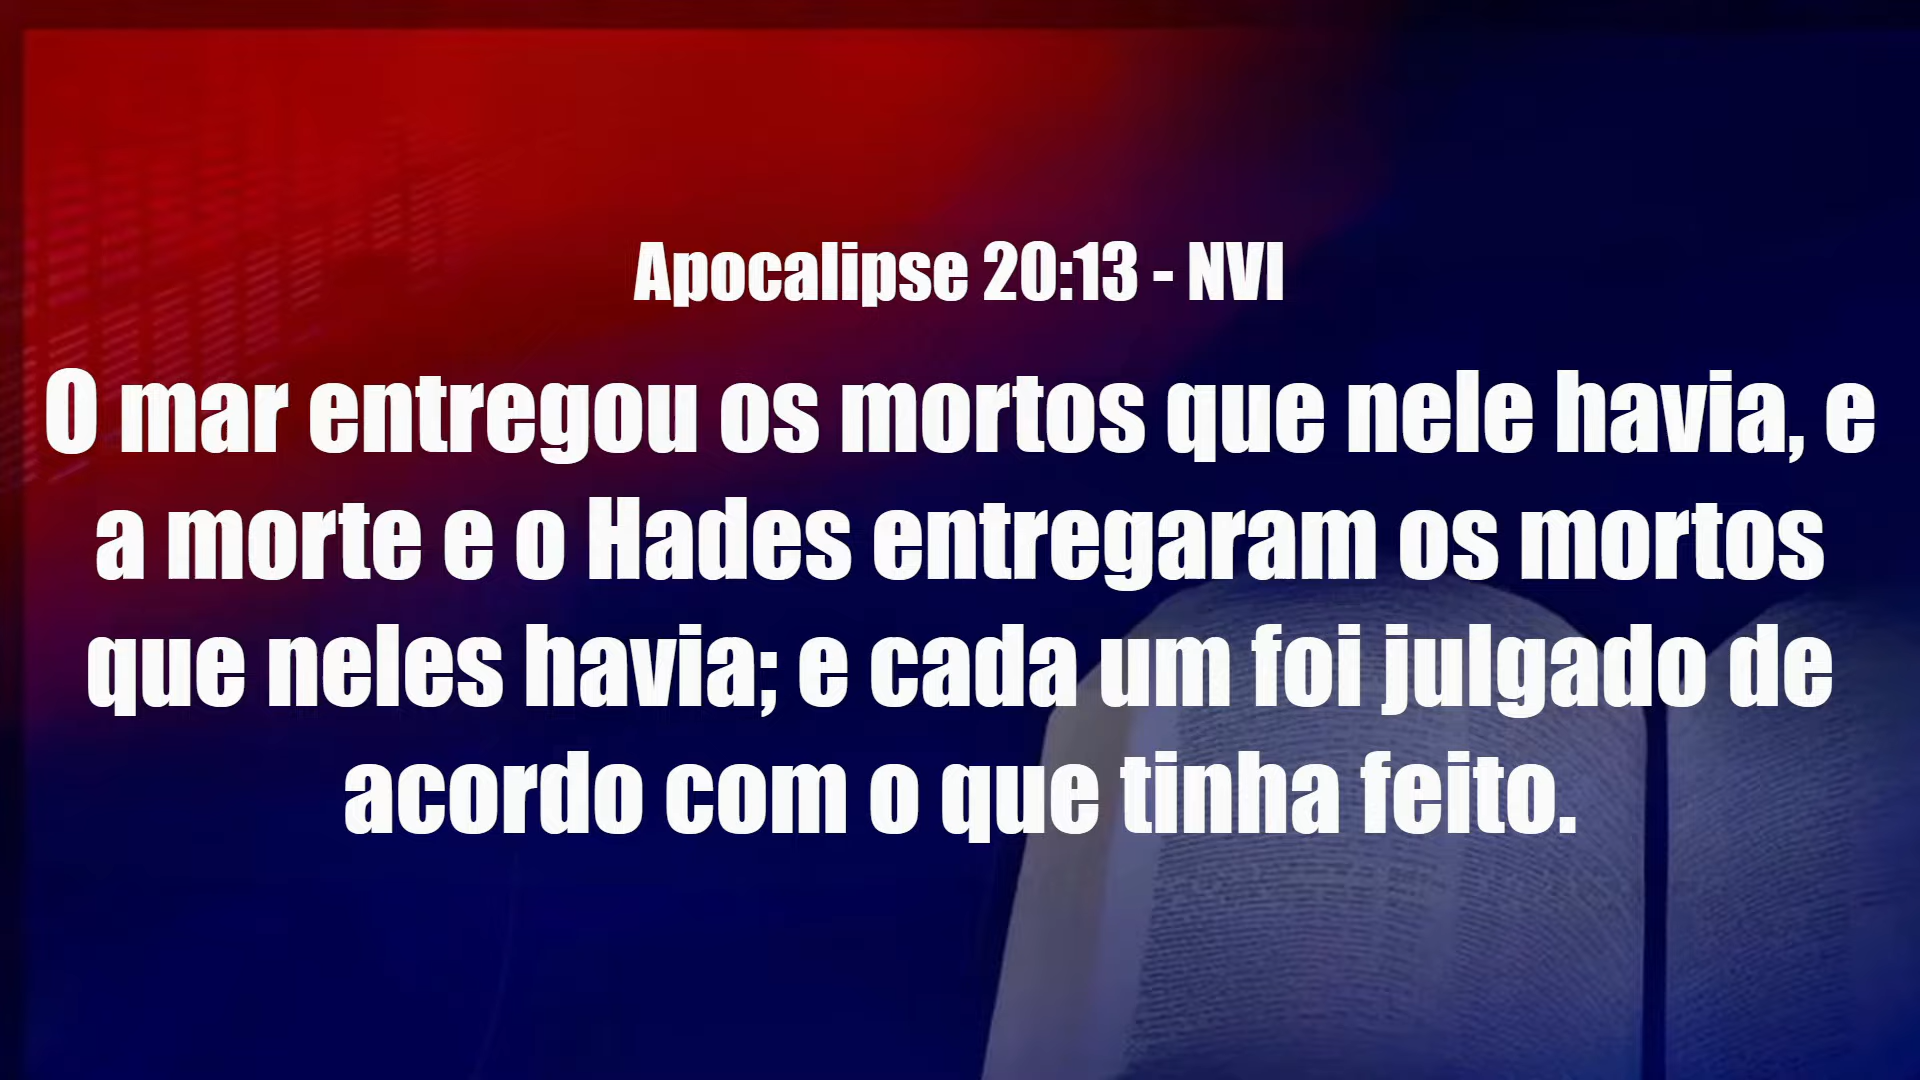 Apocalipse 20:13 - NVI
O mar entregou os mortos que nele havia, e
a morte e o Hades entregaram os mortos
que neles havia; e cada um foi julgado de
acordo com o que tinha feito.